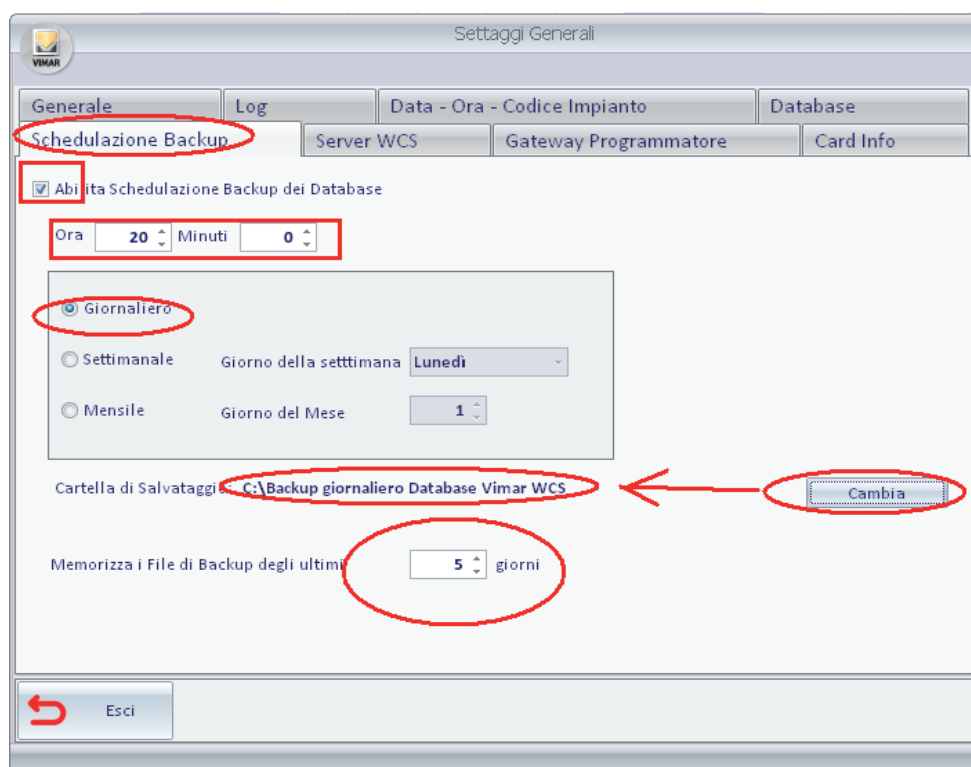 Settaggi Generali
VIMAR
Generale Log Data - Ora - Codice Impianto Database
Schedulazione Backup Server WCS Gateway Programmatore Card Info
Abilita Schedulazione Backup dei Database
Ora 20 Minuti 0
Giornaliero
Settimanale Giorno della setttimana Lunedì
Mensile Giorno del Mese 1
Cartella di Salvataggio: C:\Backup giornaliero Database Vimar WCS Cambia
Memorizza i File di Backup degli ultimi 5 giorni
Esci